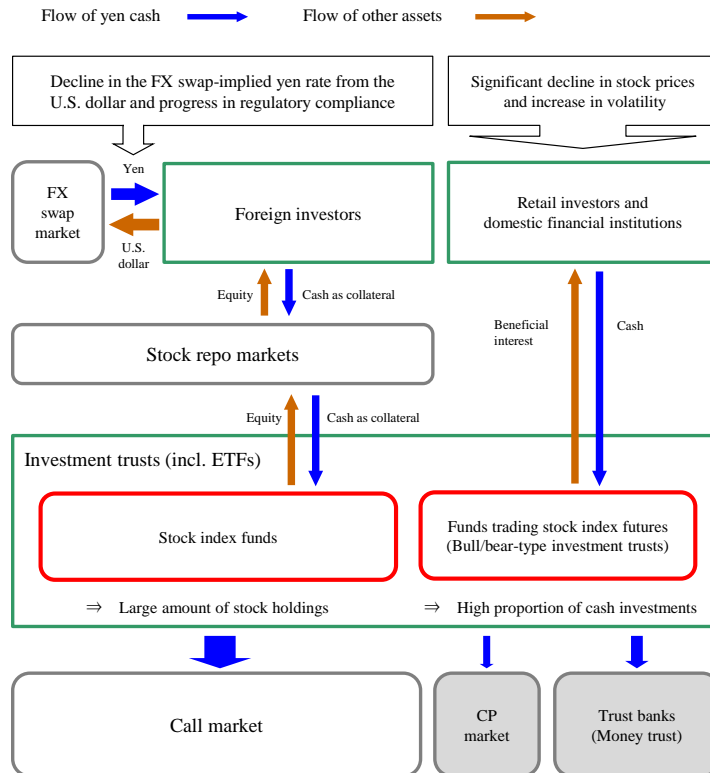 Flow of yen cash
Flow of other assets
Decline in the FX swap-implied yen rate from the
U.S. dollar and progress in regulatory compliance
Significant decline in stock prices
and increase in volatility
FX
swap
market
Yen
U.S.
dollar
Foreign investors
Retail investors and
domestic financial institutions
Equity
Cash as collateral
Beneficial
interest
Cash
Stock repo markets
Equity
Cash as collateral
Investment trusts (incl. ETFs)
Stock index funds
Funds trading stock index futures
(Bull/bear-type investment trusts)
⇒ Large amount of stock holdings
⇒ High proportion of cash investments
Call market
CP
market
Trust banks
(Money trust)